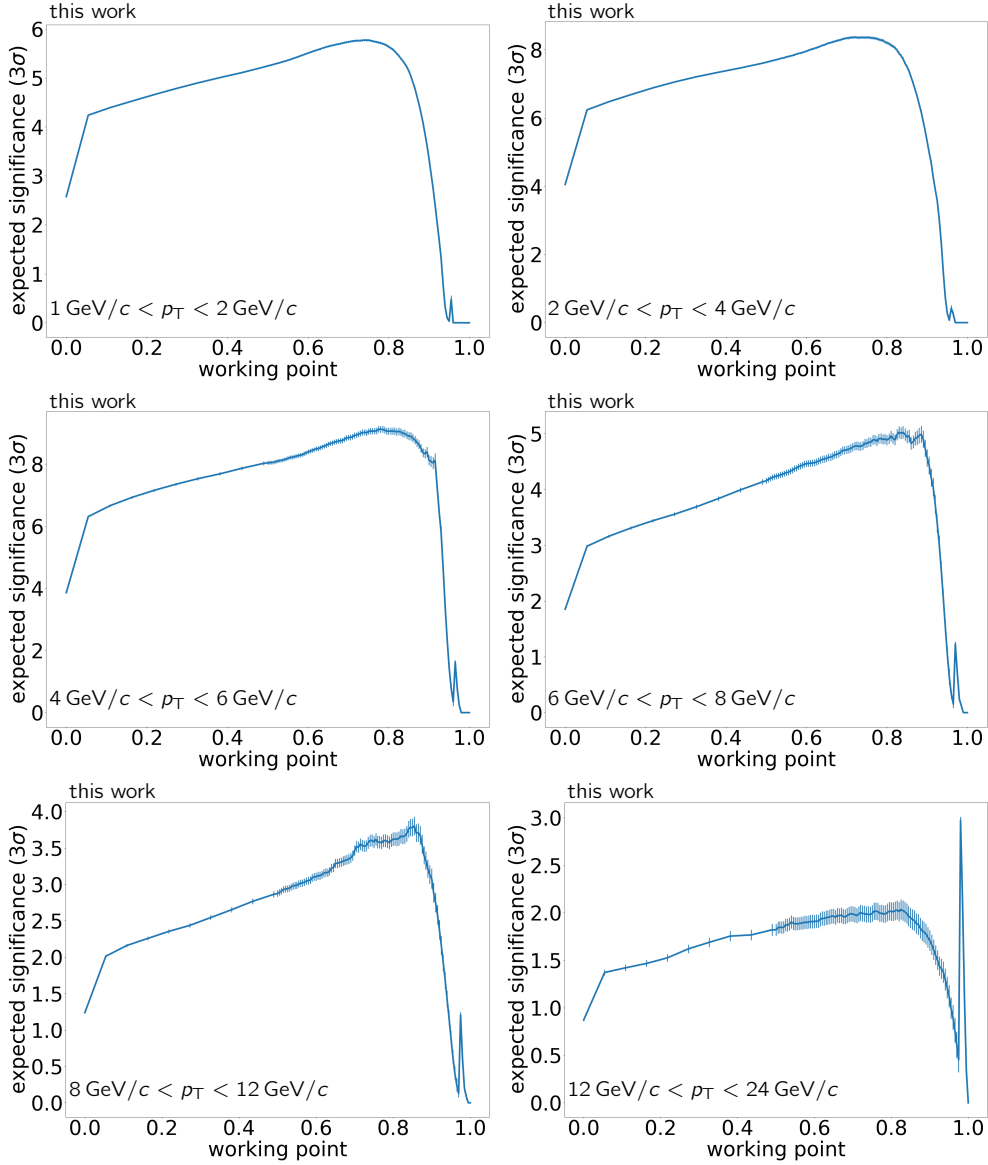 this work
expected significance (3σ)
6
5
4
3
2
1
0
1 GeV/c < pT < 2 GeV/c
0.0 0.2 0.4 0.6 0.8 1.0
working point
this work
expected significance (3σ)
8
6
4
2
0
2 GeV/c < pT < 4 GeV/c
0.0 0.2 0.4 0.6 0.8 1.0
working point
this work
expected significance (3σ)
8
6
4
2
0
4 GeV/c < pT < 6 GeV/c
0.0 0.2 0.4 0.6 0.8 1.0
working point
this work
expected significance (3σ)
5
4
3
2
1
0
6 GeV/c < pT < 8 GeV/c
0.0 0.2 0.4 0.6 0.8 1.0
working point
this work
expected significance (3σ)
4.0
3.5
3.0
2.5
2.0
1.5
1.0
0.5
0.0
8 GeV/c < pT < 12 GeV/c
0.0 0.2 0.4 0.6 0.8 1.0
working point
this work
expected significance (3σ)
3.0
2.5
2.0
1.5
1.0
0.5
0.0
12 GeV/c < pT < 24 GeV/c
0.0 0.2 0.4 0.6 0.8 1.0
working point